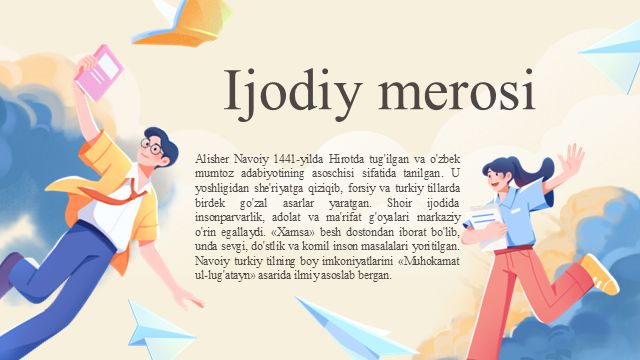 Ijodiy merosi
Alisher Navoiy 1441-yilda Hirotda tug'ilgan va o'zbek
mumtoz adabiyotining asoschisi sifatida tanilgan. U
yoshligidan she'riyatga qiziqib, forsiy va turkiy tillarda
birdek go'zal asarlar yaratgan. Shoir ijodida
insonparvarlik, adolat va ma'rifat g'oyalari markaziy
o'rin egallaydi. «Xamsa» besh dostondan iborat bo'lib,
unda sevgi, do'stlik va komil inson masalalari yoritilgan.
Navoiy turkiy tilning boy imkoniyatlarini «Muhokamat
ul-lug'atayn» asarida ilmiy asoslab bergan.